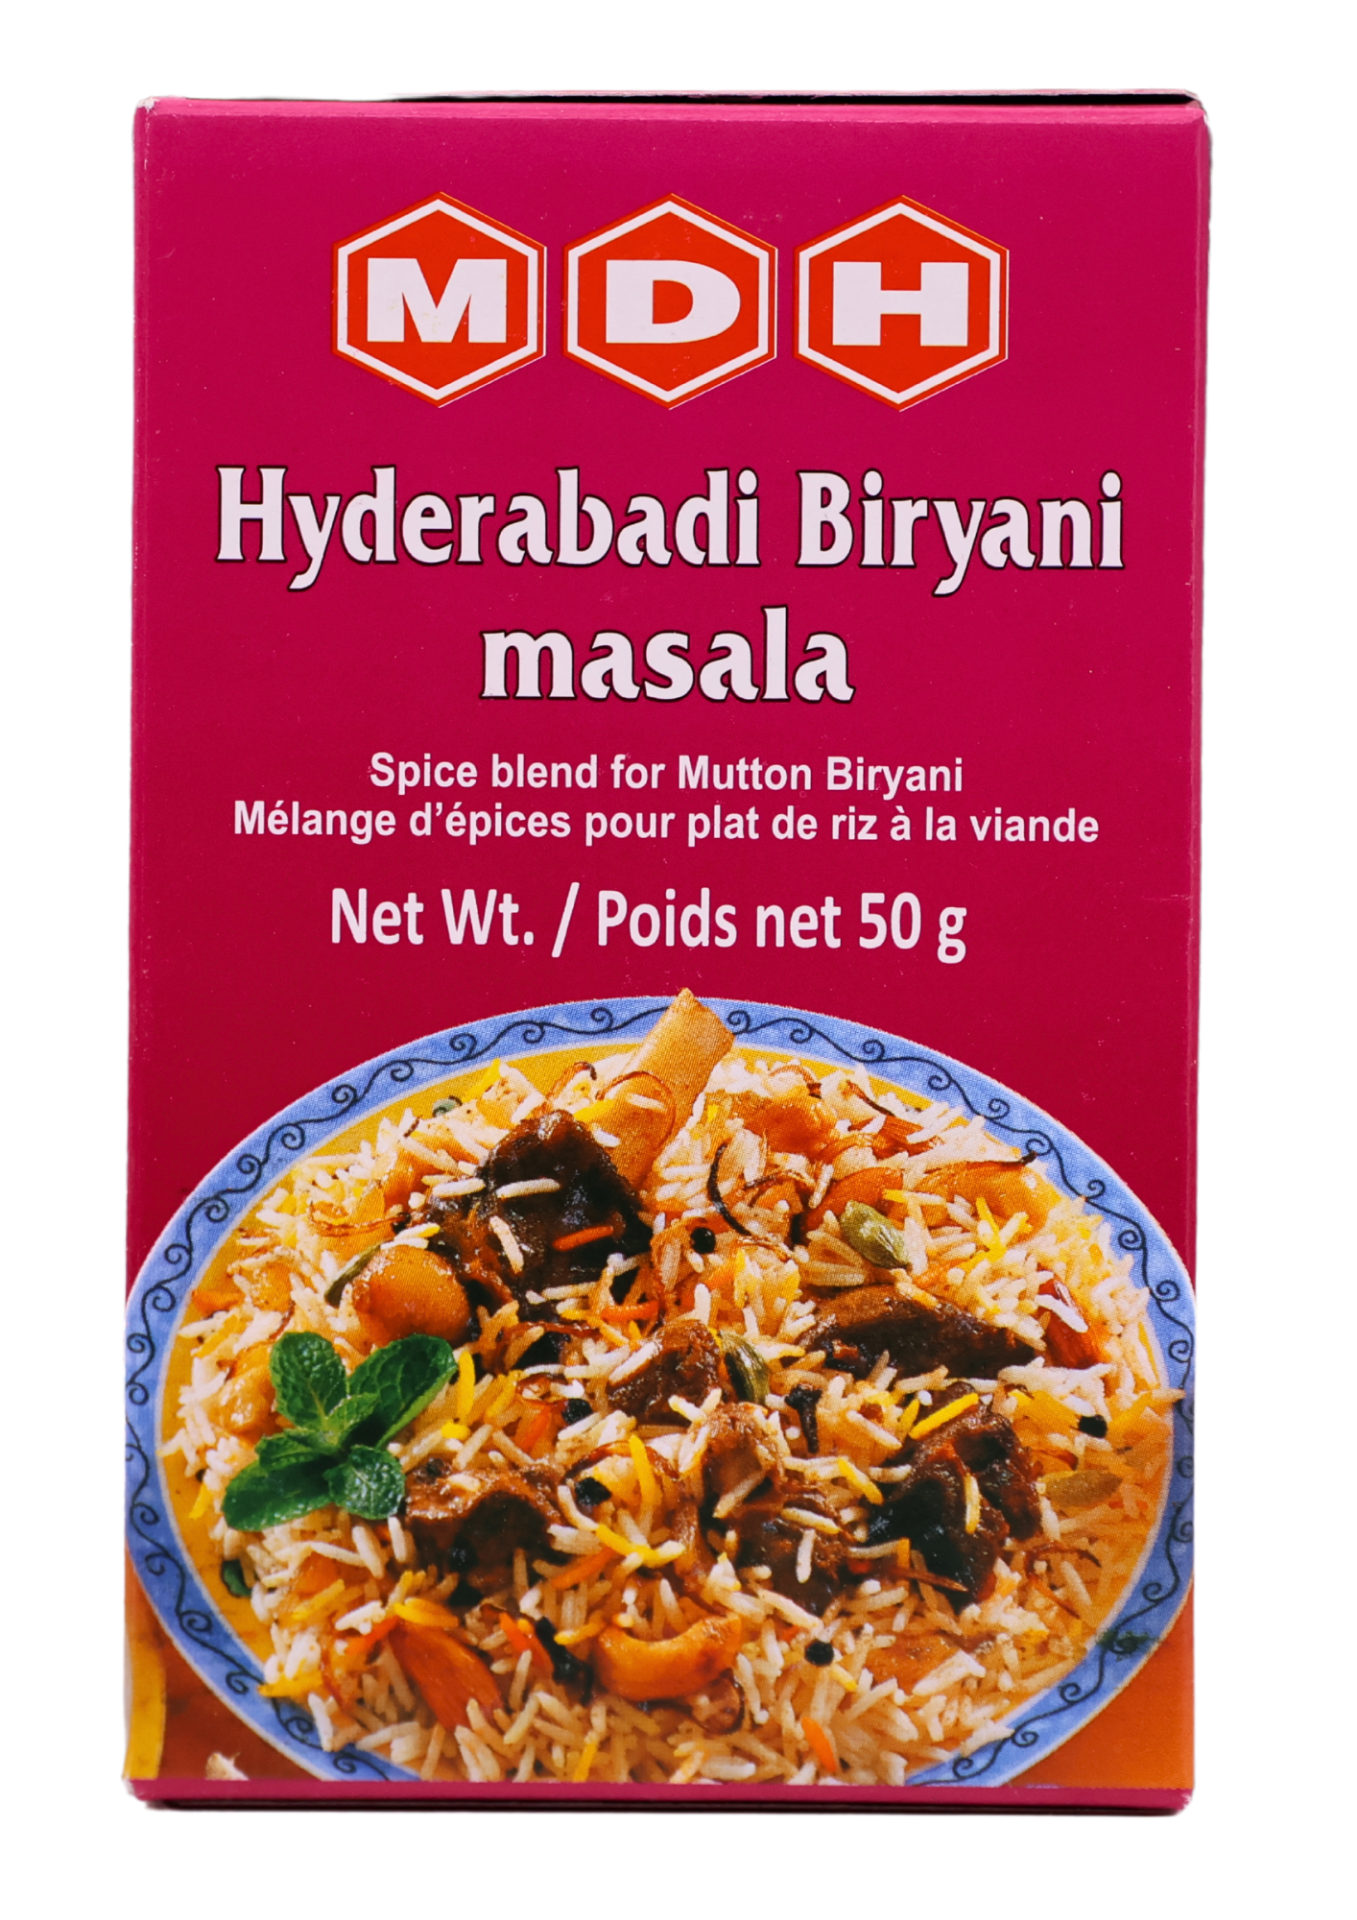 MDH
Hyderabadi Biryani
masala
Spice blend for Mutton Biryani
Mélange d'épices pour plat de riz à la viande
Net Wt. / Poids net 50 g